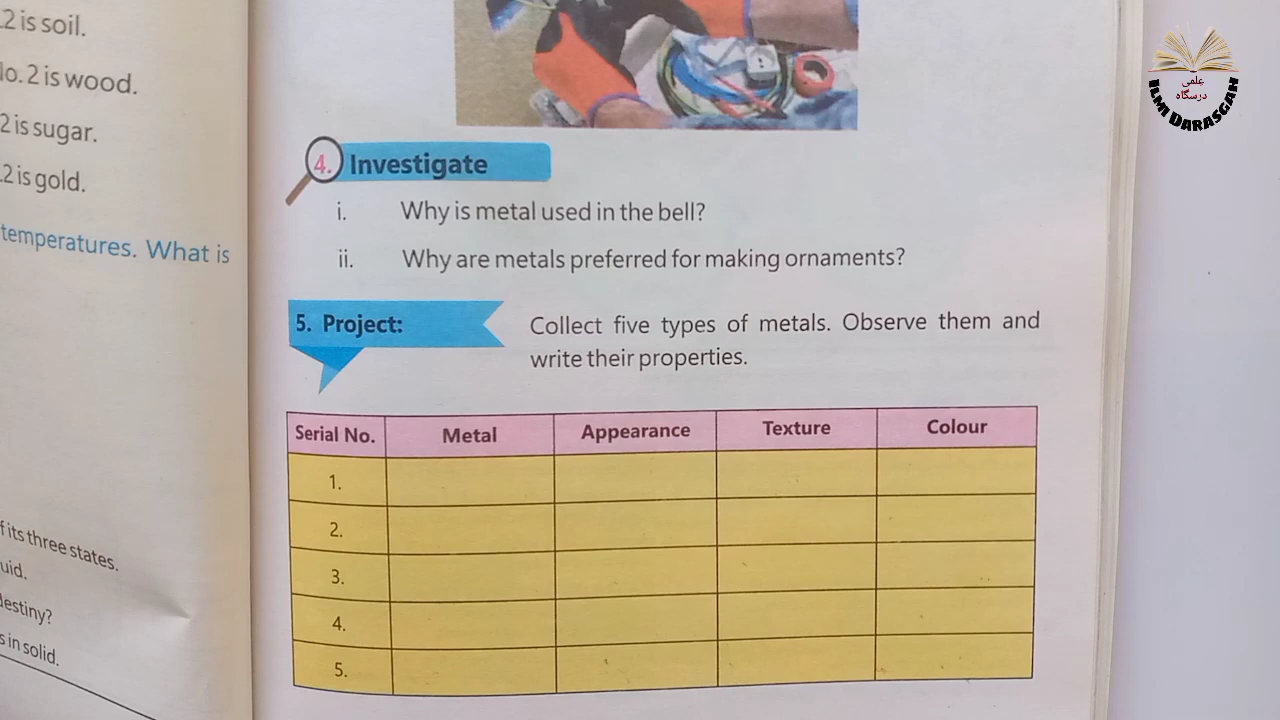 .2 is soil.
No. 2 is wood.
2 is sugar.
.2 is gold.
temperatures. What is
f its three states.
uid.
destiny?
s in solid.
4. Investigate
i. Why is metal used in the bell?
ii. Why are metals preferred for making ornaments?
5. Project: Collect five types of metals. Observe them and
write their properties.
Serial No. Metal Appearance Texture Colour
1.
2.
3.
4.
5.
علمی
درسگاہ
ILMI DARASGAH